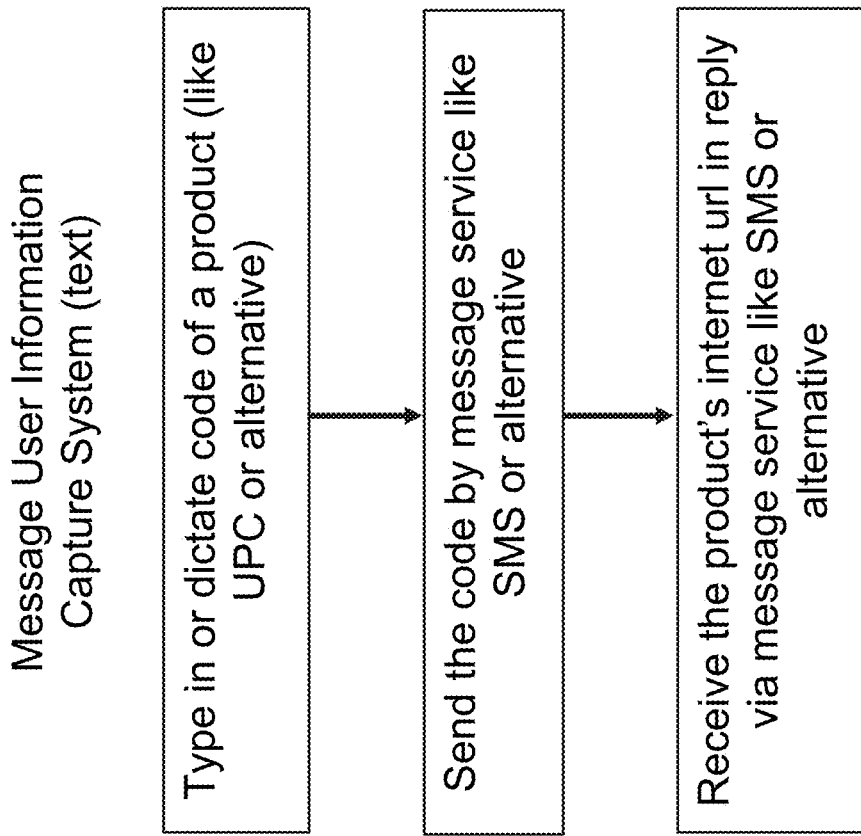 Message User Information
Capture System (text)
Type in or dictate code of a product (like
UPC or alternative)
Send the code by message service like
SMS or alternative
Receive the product's internet url in reply
via message service like SMS or
alternative